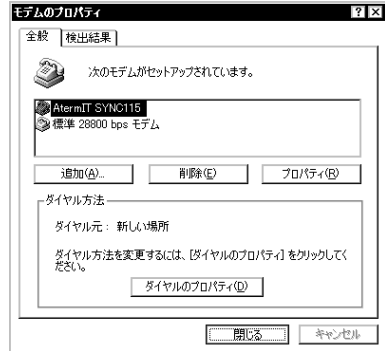 モデムのプロパティ
全般 検出結果
次のモデムがセットアップされています。
AtermIT SYNC115
標準 28800 bps モデム
追加(A)... 削除(E) プロパティ(R)
ダイヤル方法
ダイヤル元： 新しい場所
ダイヤル方法を変更するには、[ダイヤルのプロパティ] をクリックしてく
ださい。
ダイヤルのプロパティ(D)
閉じる キャンセル